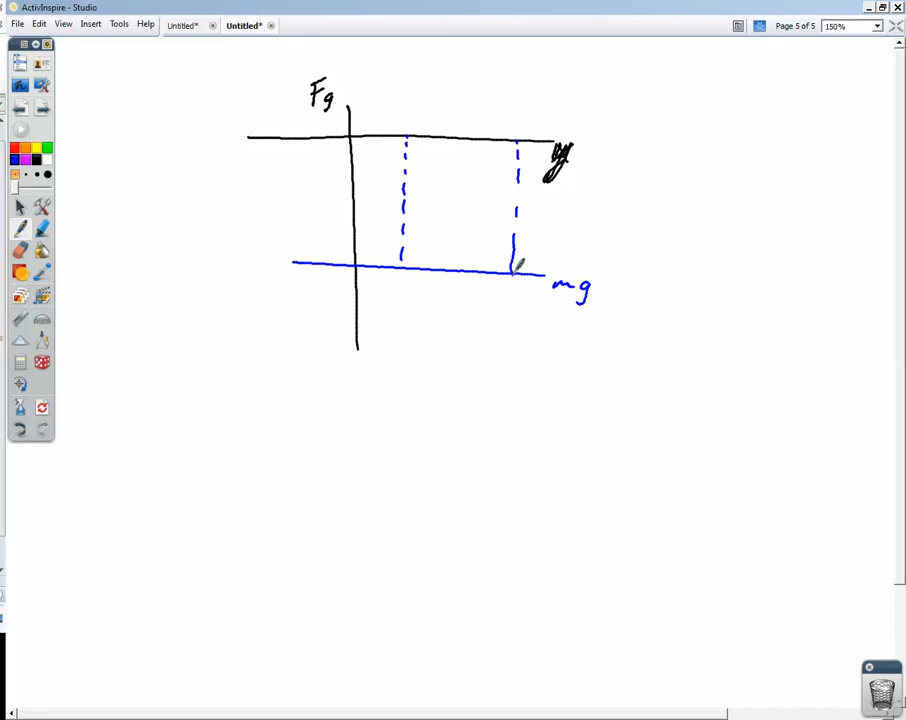 ActivInspire - Studio
File Edit View Insert Tools Help Untitled* Untitled* Page 5 of 5 150%
Fg
y
mg